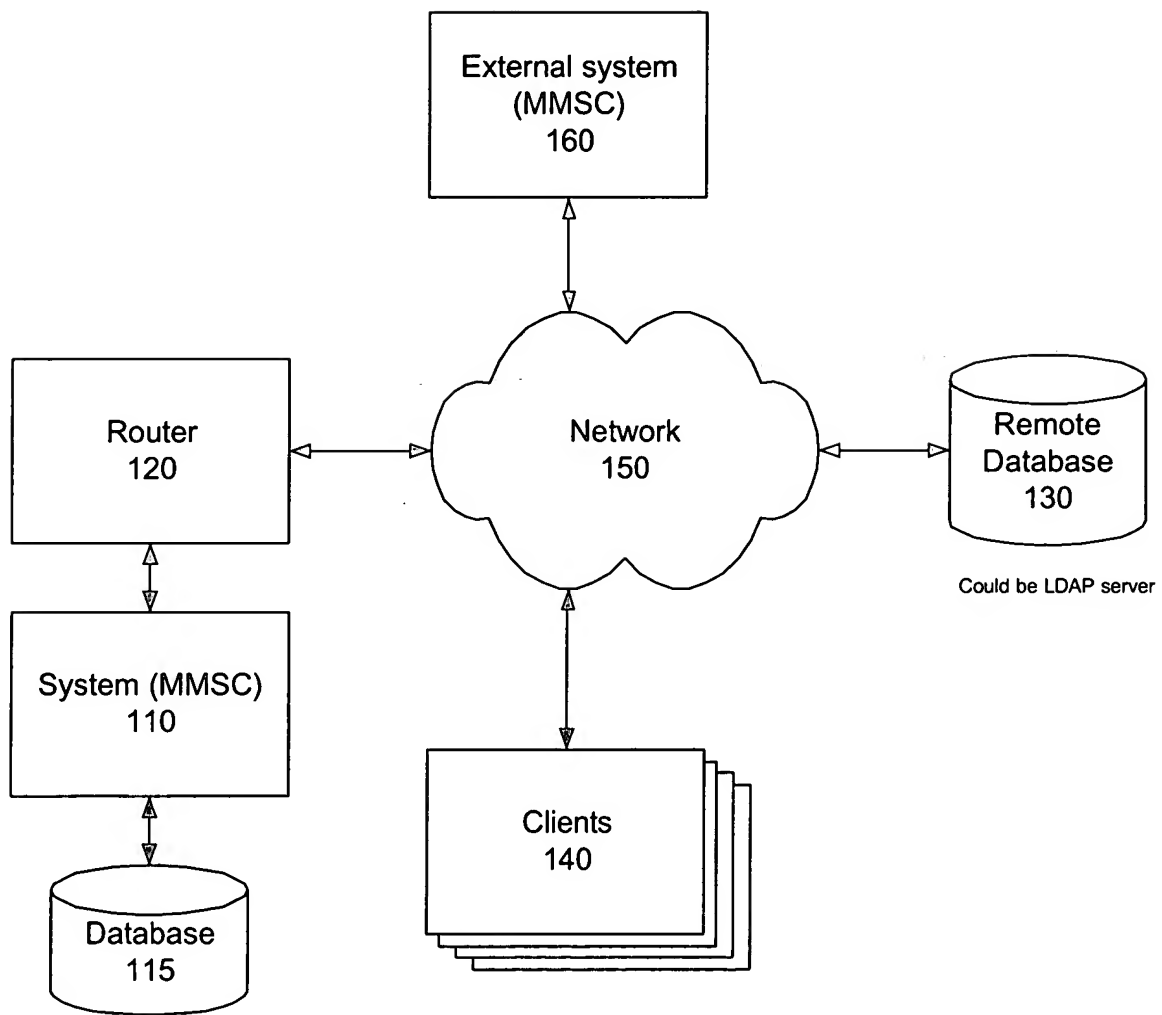 External system
(MMSC)
160
Router
120
Network
150
Remote
Database
130
Could be LDAP server
System (MMSC)
110
Clients
140
Database
115